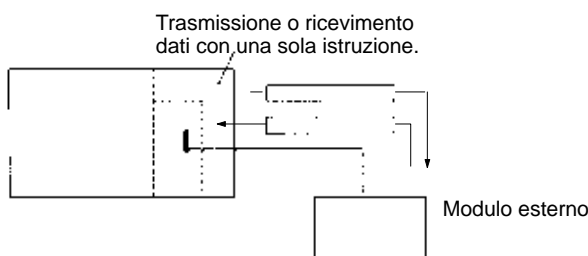 Trasmissione o ricevimento
dati con una sola istruzione.
Modulo esterno